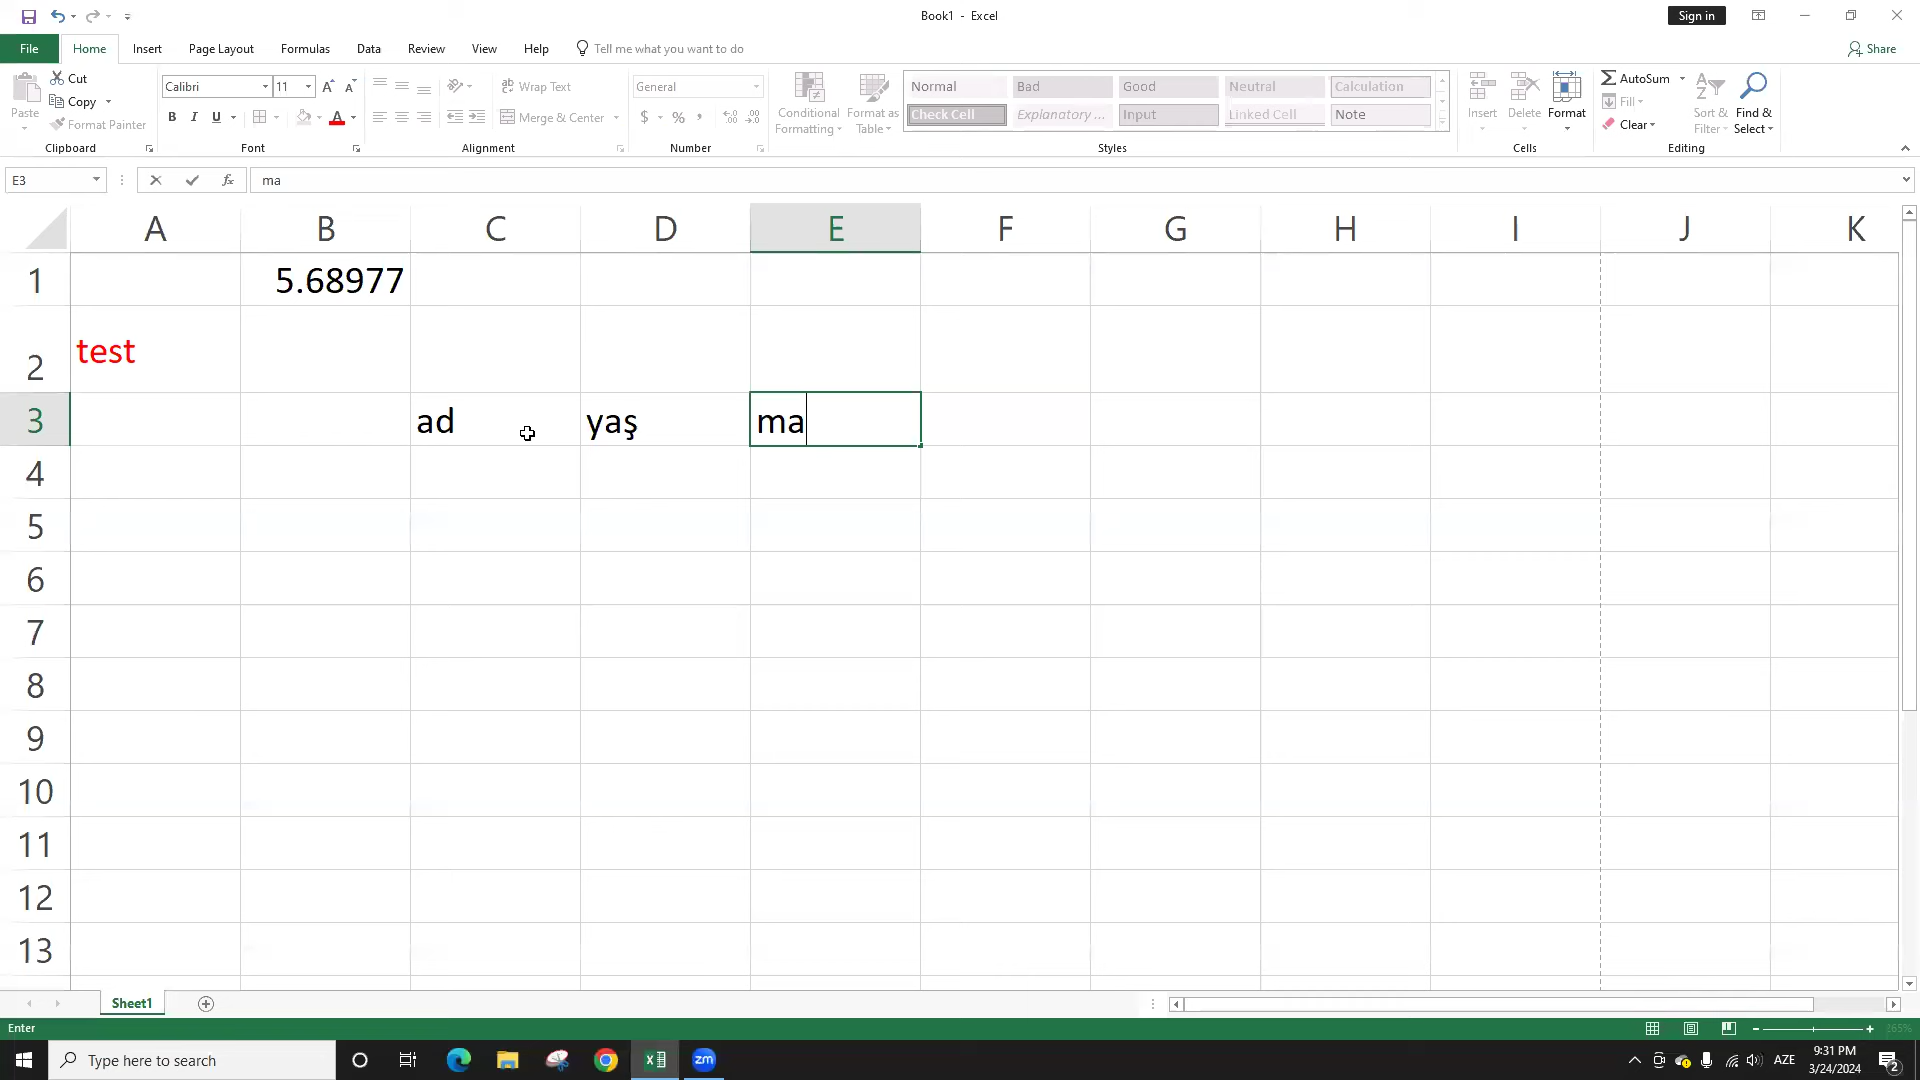 Book1 - Excel
Sign in
File Home Insert Page Layout Formulas Data Review View Help Tell me what you want to do Share
Paste
Cut
Copy
Format Painter
Clipboard
Calibri 11 A A
B I U A
Font
Wrap Text
Merge & Center
Alignment
General
$ % ,
Number
Conditional Formatting
Format as Table
Normal Bad Good Neutral Calculation
Check Cell Explanatory ... Input Linked Cell Note
Styles
Insert Delete Format
Cells
AutoSum
Fill
Clear
Sort & Filter
Find & Select
Editing
E3 fx ma
A B C D E F G H I J K
1 5.68977
2 test
3 ad yaş ma
4
5
6
7
8
9
10
11
12
13
Sheet1
Enter 265%
Type here to search
zm
AZE
9:31 PM
3/24/2024
2